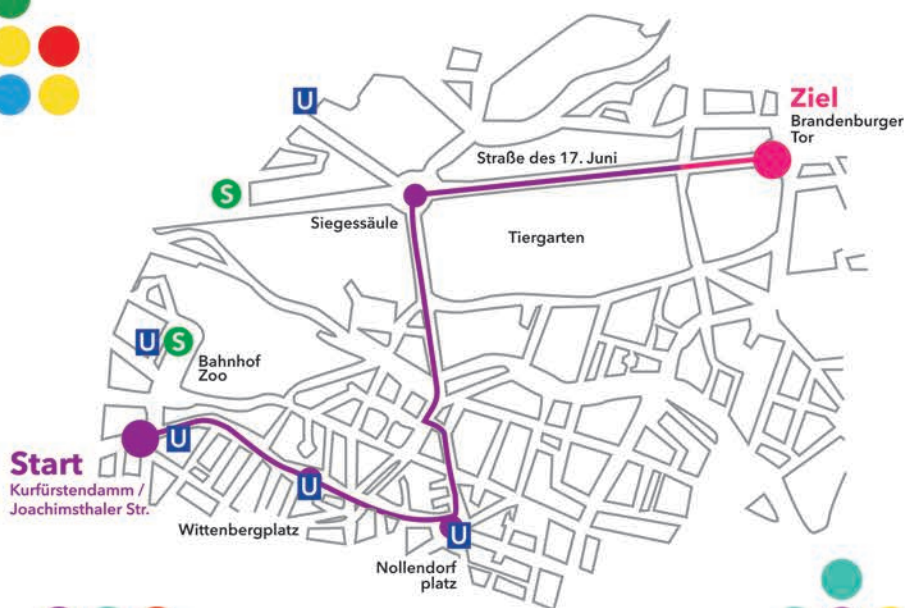 U
Ziel
Brandenburger
Tor
Straße des 17. Juni
S
Siegessäule
Tiergarten
U S
Bahnhof
Zoo
U
Start
Kurfürstendamm /
Joachimsthaler Str.
U
Wittenbergplatz
U
Nollendorf
platz